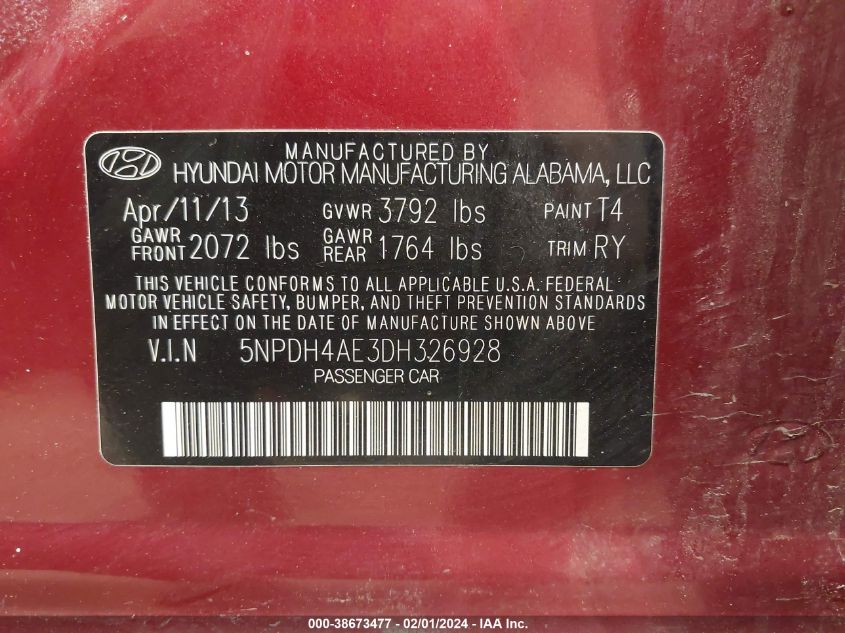 MANUFACTURED BY
HYUNDAI MOTOR MANUFACTURING ALABAMA, LLC
Apr/11/13 GVWR 3792 lbs PAINT T4
GAWR FRONT 2072 lbs GAWR REAR 1764 lbs TRIM RY
THIS VEHICLE CONFORMS TO ALL APPLICABLE U.S.A. FEDERAL
MOTOR VEHICLE SAFETY, BUMPER, AND THEFT PREVENTION STANDARDS
IN EFFECT ON THE DATE OF MANUFACTURE SHOWN ABOVE
V.I.N 5NPDH4AE3DH326928
PASSENGER CAR
000-38673477 - 02/01/2024 - IAA Inc.